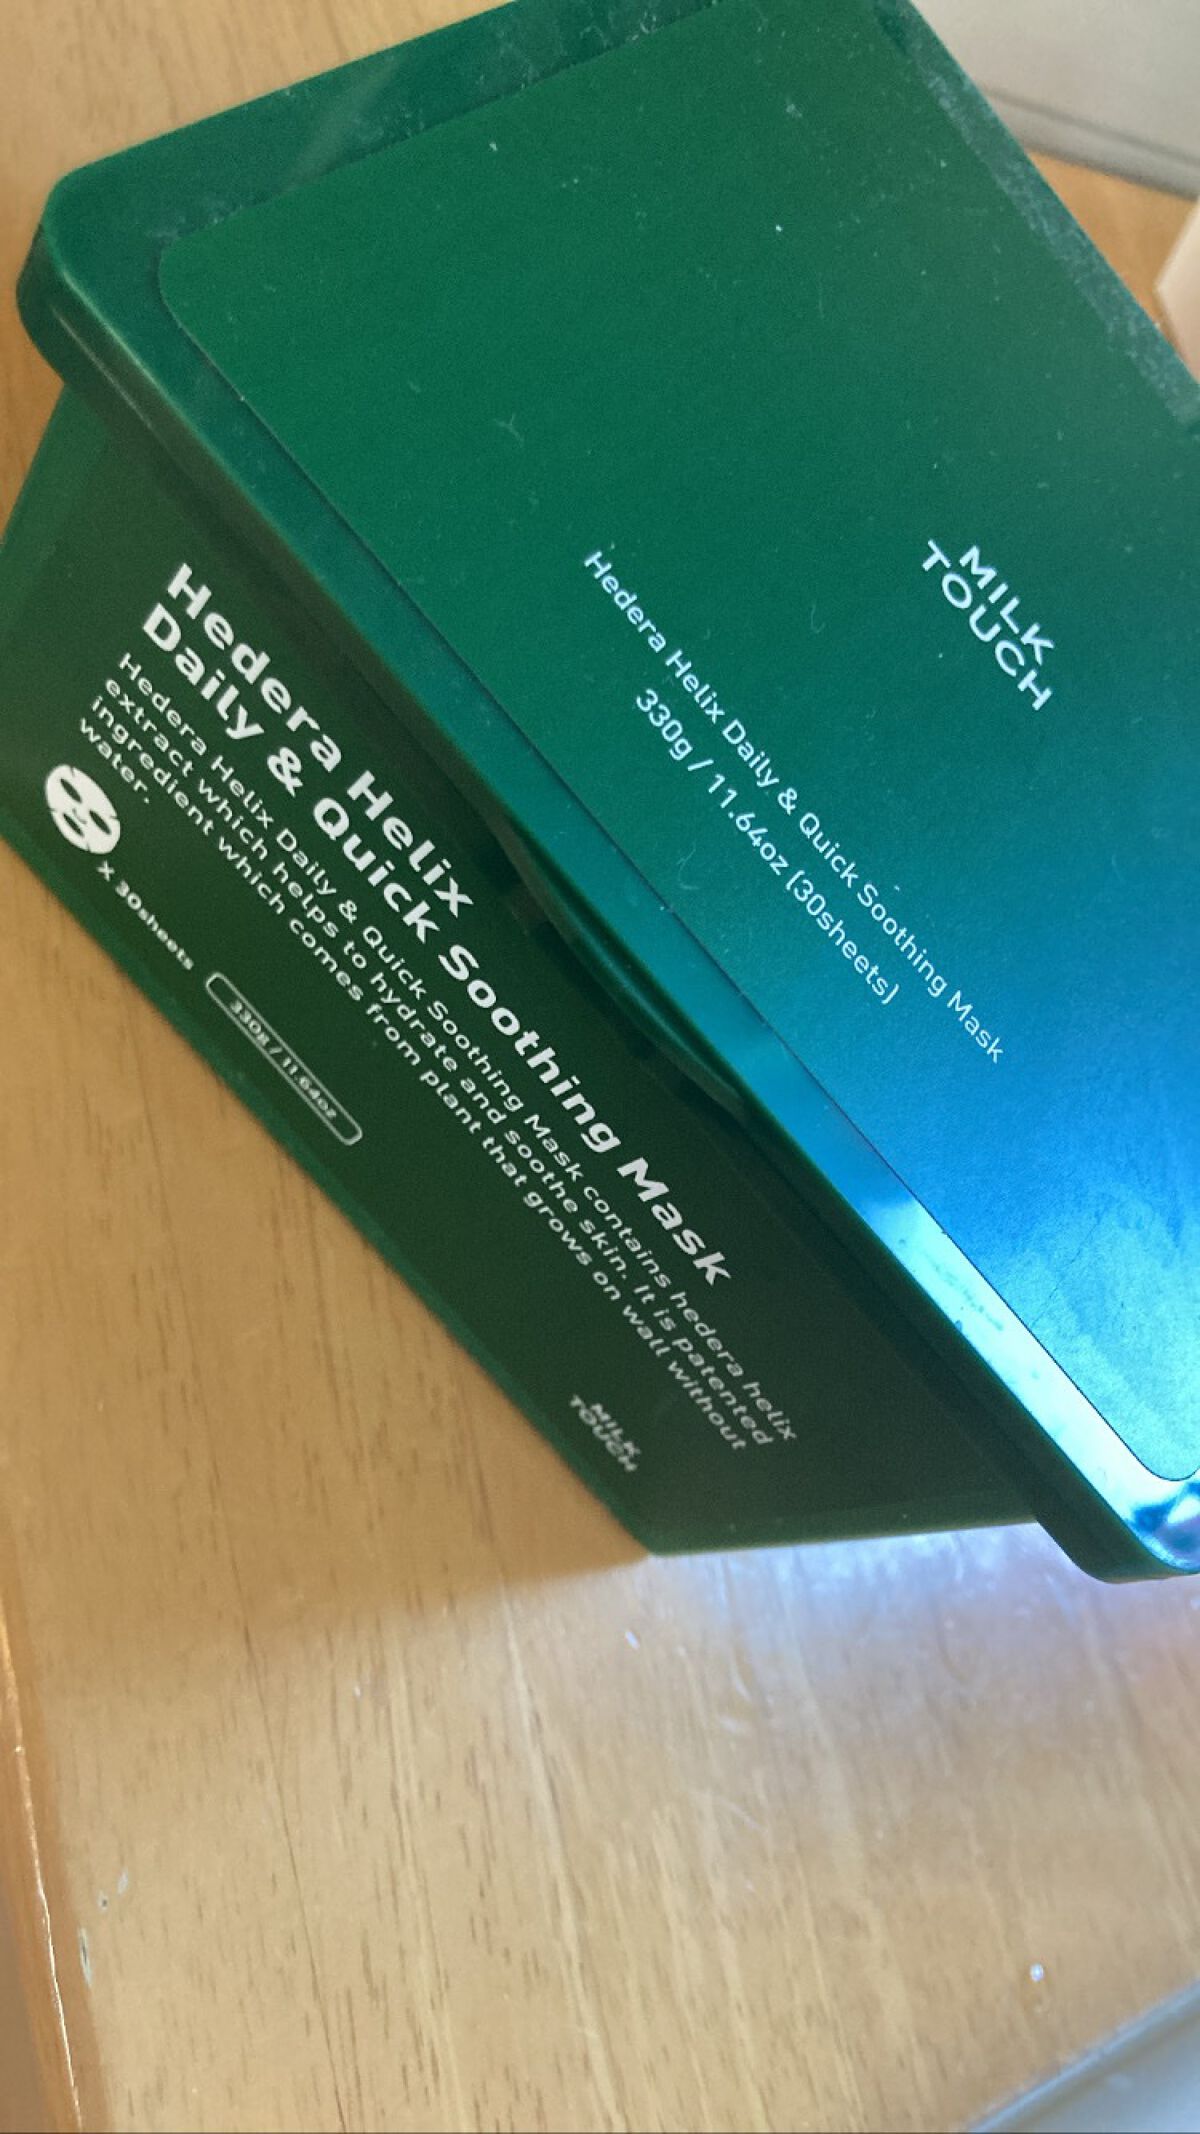 MILK
TOUCH
Hedera Helix Daily & Quick Soothing Mask
330g / 11.64oz (30sheets)
Hedera Helix
Daily & Quick Soothing Mask
Hedera Helix Daily & Quick Soothing Mask contains hedera helix
extract which helps to hydrate and soothe skin. It is patented
ingredient which comes from plant that grows on wall without
water.
X 30sheets
330g / 11.64oz
MILK
TOUCH